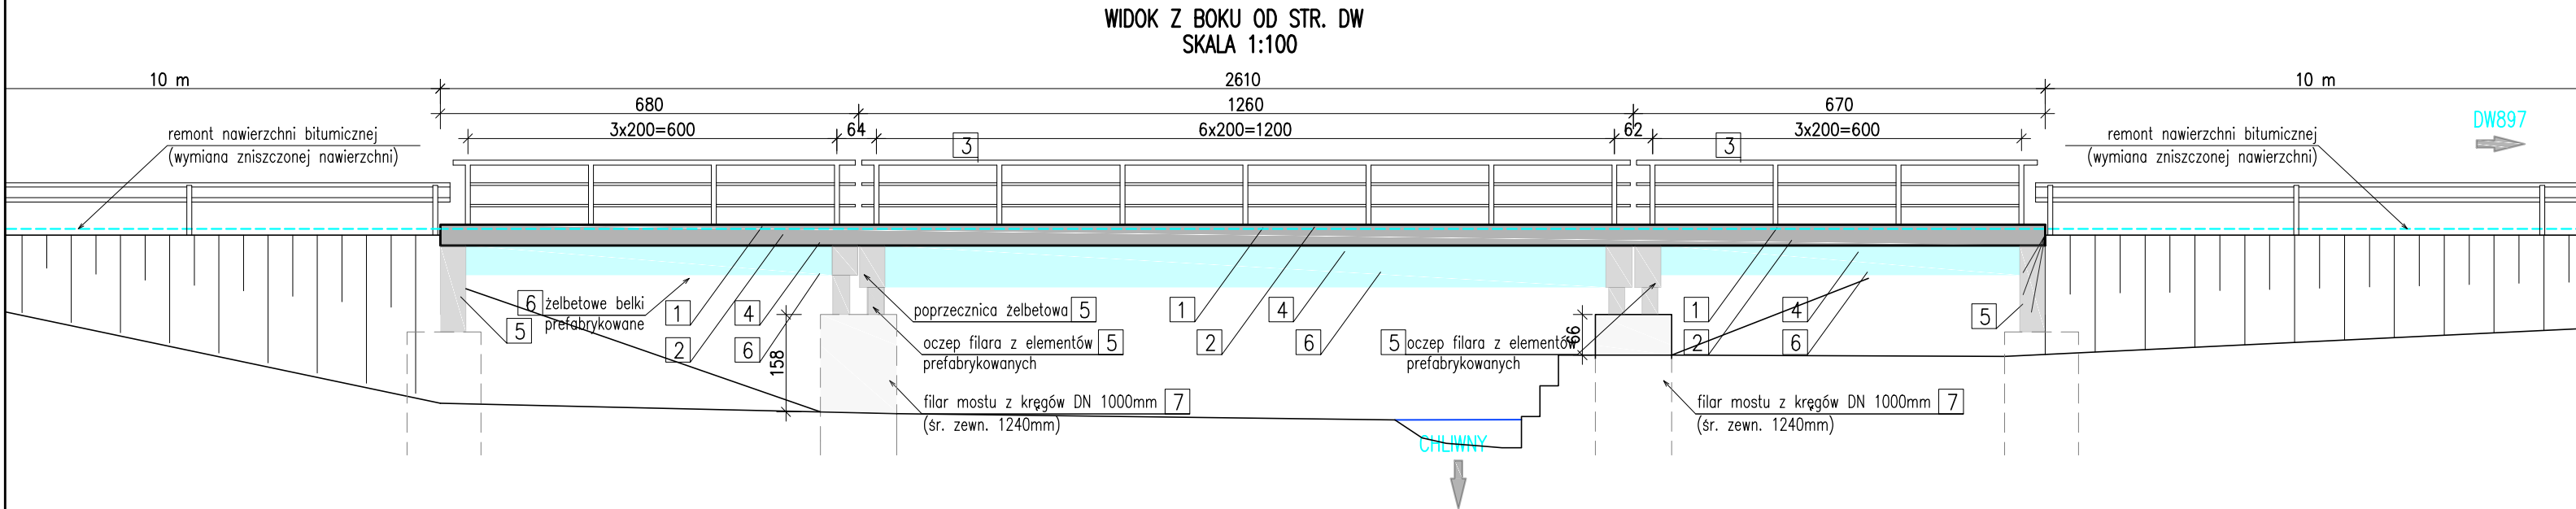 WIDOK Z BOKU OD STR. DW
SKALA 1:100
10 m
2610
10 m
680
1260
670
3x200=600
64
6x200=1200
62
3x200=600
DW897
remont nawierzchni bitumicznej
(wymiana zniszczonej nawierzchni)
3
3
remont nawierzchni bitumicznej
(wymiana zniszczonej nawierzchni)
6 żelbetowe belki
prefabrykowane
5
1
4
2
6
158
poprzecznica żelbetowa 5
oczep filara z elementów 5
prefabrykowanych
filar mostu z kręgów DN 1000mm 7
(śr. zewn. 1240mm)
1
4
2
6
5 oczep filara z elementów
prefabrykowanych
66
1
4
2
6
5
filar mostu z kręgów DN 1000mm 7
(śr. zewn. 1240mm)
CHLIWNY